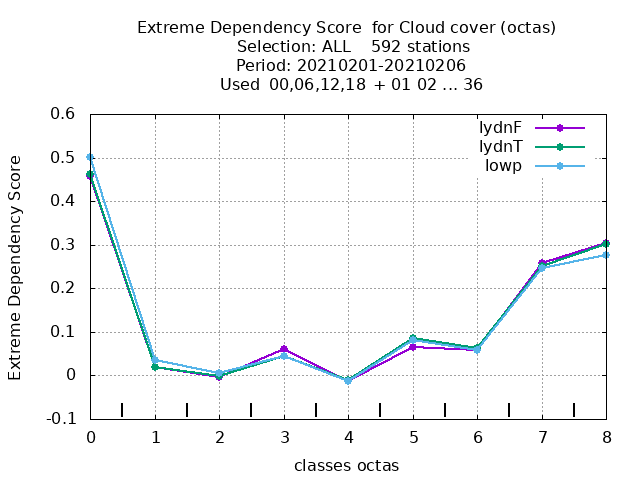 Extreme Dependency Score  for Cloud cover (octas)
Selection: ALL    592 stations
Period: 20210201-20210206
Used  00,06,12,18  + 01 02 ... 36
Extreme Dependency Score
0.6
0.5
0.4
0.3
0.2
0.1
0
-0.1
lydnF
lydnT
lowp
0 1 2 3 4 5 6 7 8
classes octas